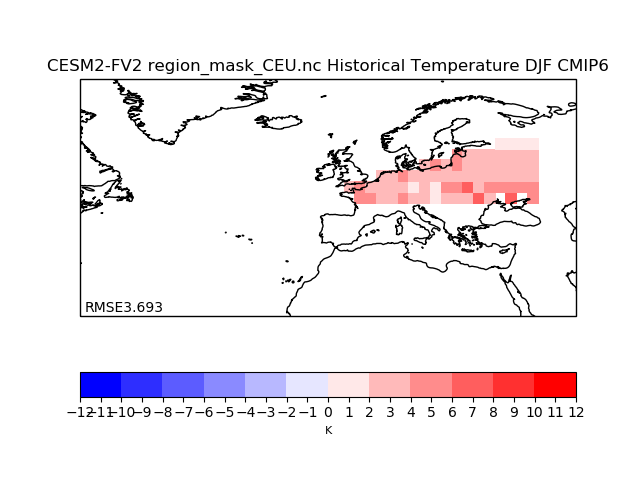 CESM2-FV2 region_mask_CEU.nc Historical Temperature DJF CMIP6
RMSE3.693
−12−11−10 −9 −8 −7 −6 −5 −4 −3 −2 −1 0 1 2 3 4 5 6 7 8 9 10 11 12
K